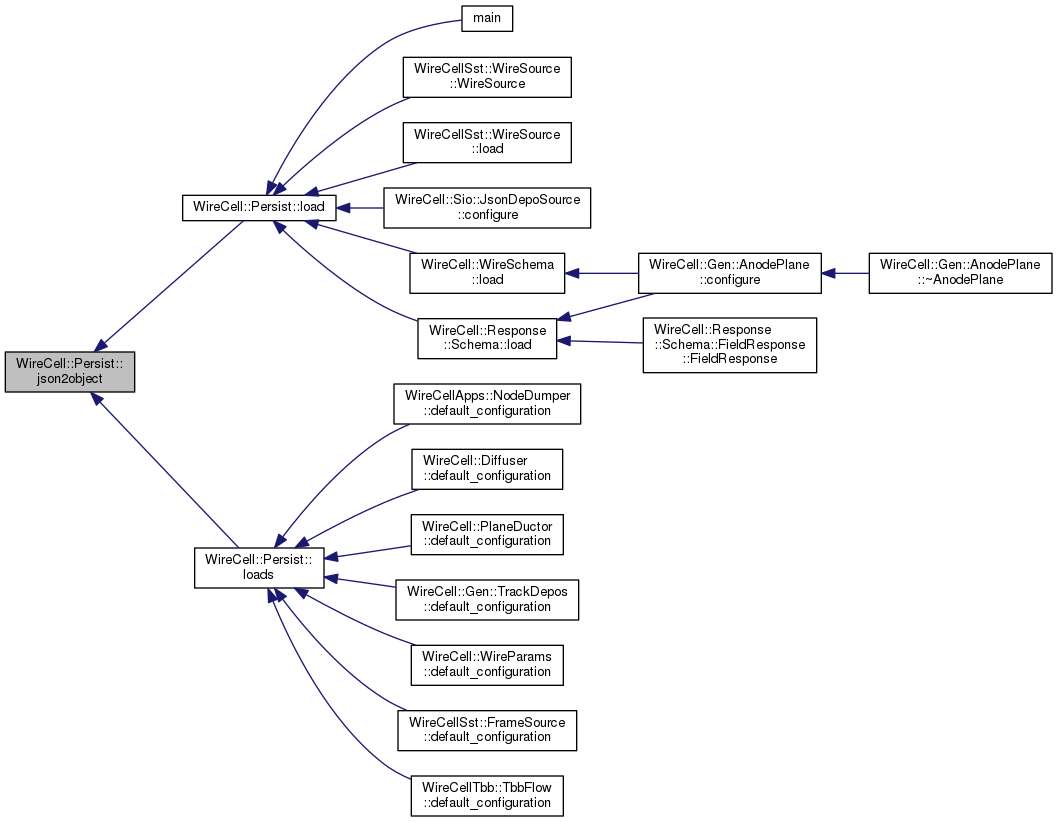 main
WireCellSst::WireSource
::WireSource
WireCellSst::WireSource
::load
WireCell::Sio::JsonDepoSource
::configure
WireCell::Persist::load
WireCell::WireSchema
::load
WireCell::Gen::AnodePlane
::configure
WireCell::Gen::AnodePlane
::~AnodePlane
WireCell::Response
::Schema::load
WireCell::Response
::Schema::FieldResponse
::FieldResponse
WireCell::Persist::
json2object
WireCellApps::NodeDumper
::default_configuration
WireCell::Diffuser
::default_configuration
WireCell::PlaneDuctor
::default_configuration
WireCell::Persist::
loads
WireCell::Gen::TrackDepos
::default_configuration
WireCell::WireParams
::default_configuration
WireCellSst::FrameSource
::default_configuration
WireCellTbb::TbbFlow
::default_configuration